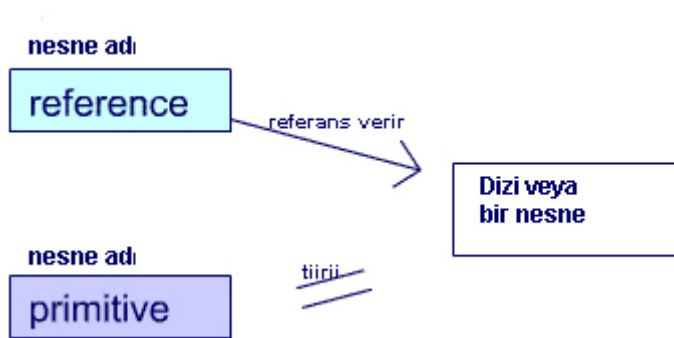 nesne adı
reference
referans verir
Dizi veya
bir nesne
nesne adı
tiirii
primitive